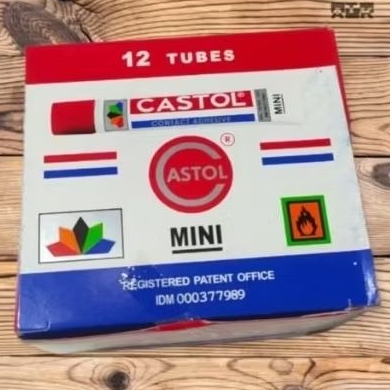 12 TUBES
CASTOL®
CONTACT ADHESIVE
MINI
CASTOL®
MINI
REGISTERED PATENT OFFICE
IDM 000377989